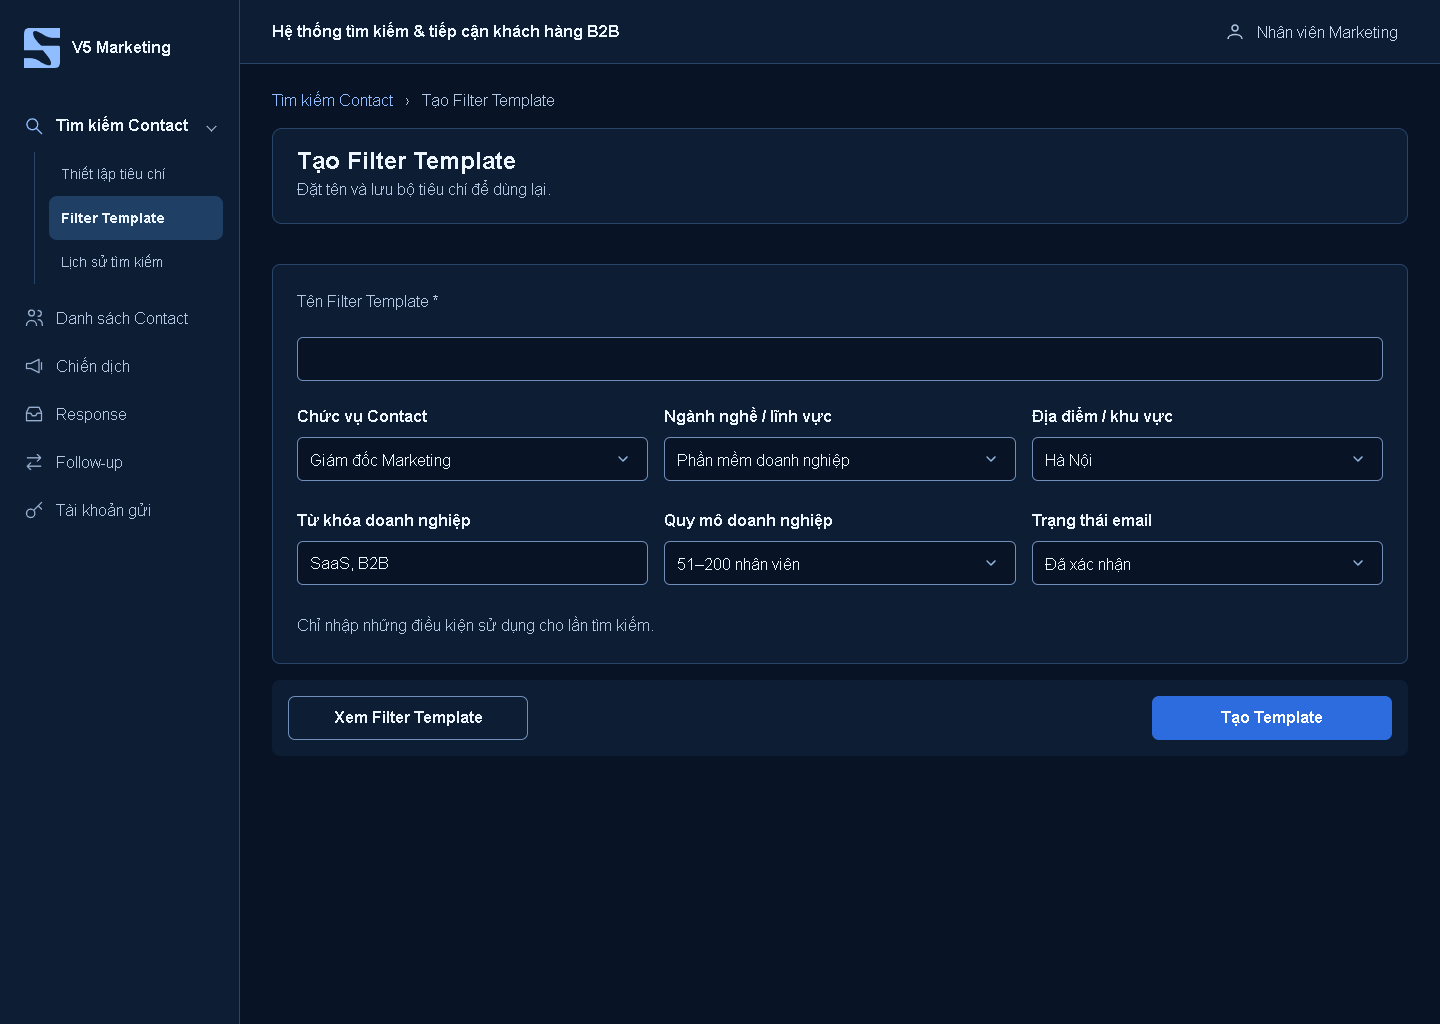 V5 Marketing
Hệ thống tìm kiếm & tiếp cận khách hàng B2B
Nhân viên Marketing
Tìm kiếm Contact
Thiết lập tiêu chí
Filter Template
Lịch sử tìm kiếm
Danh sách Contact
Chiến dịch
Response
Follow-up
Tài khoản gửi
Tìm kiếm Contact › Tạo Filter Template
Tạo Filter Template
Đặt tên và lưu bộ tiêu chí để dùng lại.
Tên Filter Template *
Chức vụ Contact
Ngành nghề / lĩnh vực
Địa điểm / khu vực
Giám đốc Marketing
Phần mềm doanh nghiệp
Hà Nội
Từ khóa doanh nghiệp
Quy mô doanh nghiệp
Trạng thái email
SaaS, B2B
51–200 nhân viên
Đã xác nhận
Chỉ nhập những điều kiện sử dụng cho lần tìm kiếm.
Xem Filter Template
Tạo Template